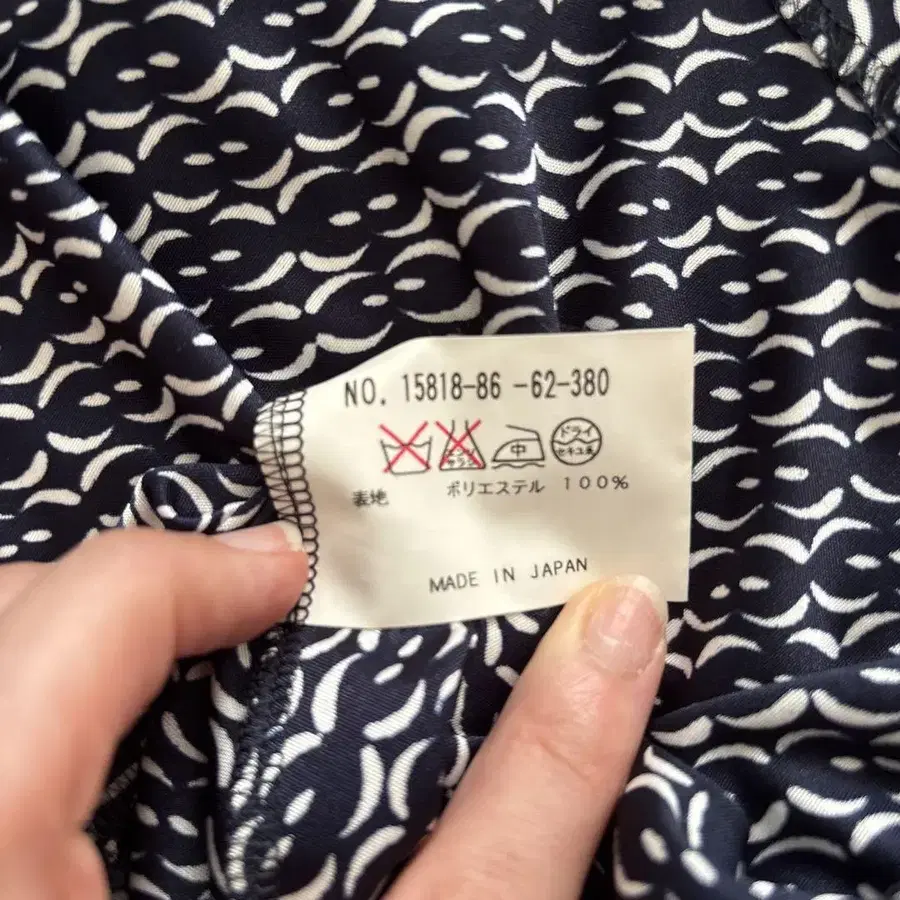 NO. 15818-86 -62-380
中 ドライ セキユ系
表地 ポリエステル 100%
MADE IN JAPAN